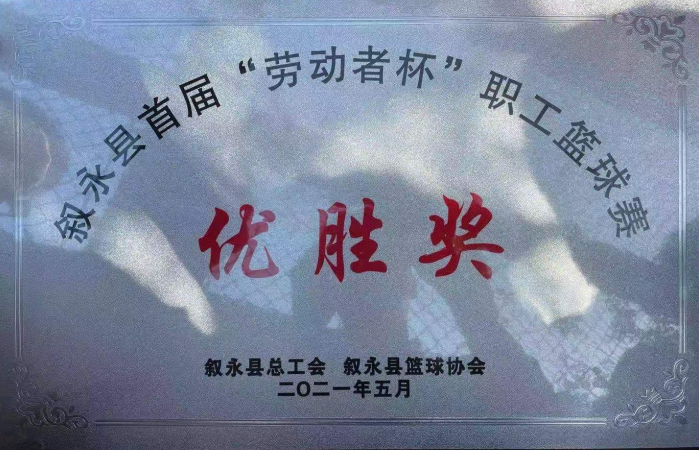 叙永县首届“劳动者杯”职工篮球赛
优胜奖
叙永县总工会 叙永县篮球协会
二〇二一年五月